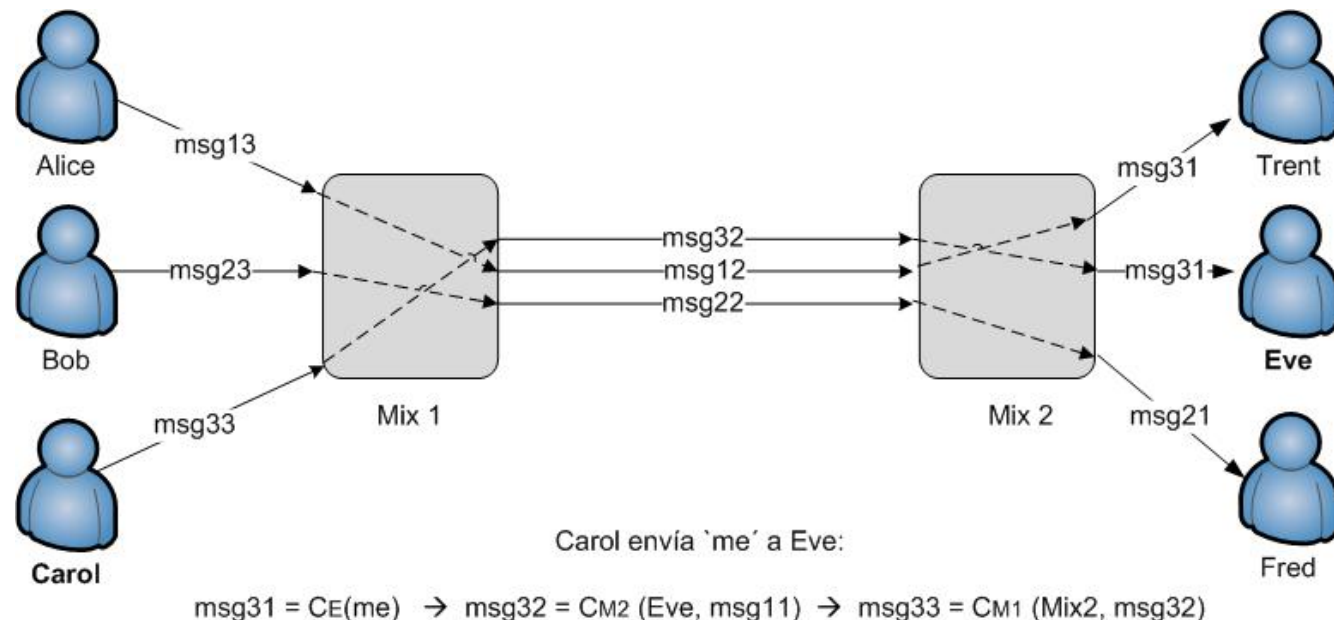 Alice
msg13
Bob
msg23
Carol
msg33
Mix 1
msg32
msg12
msg22
Mix 2
msg31
Trent
msg31
Eve
msg21
Fred
Carol envía `me´ a Eve:
msg31 = CE(me) → msg32 = CM2 (Eve, msg11) → msg33 = CM1 (Mix2, msg32)